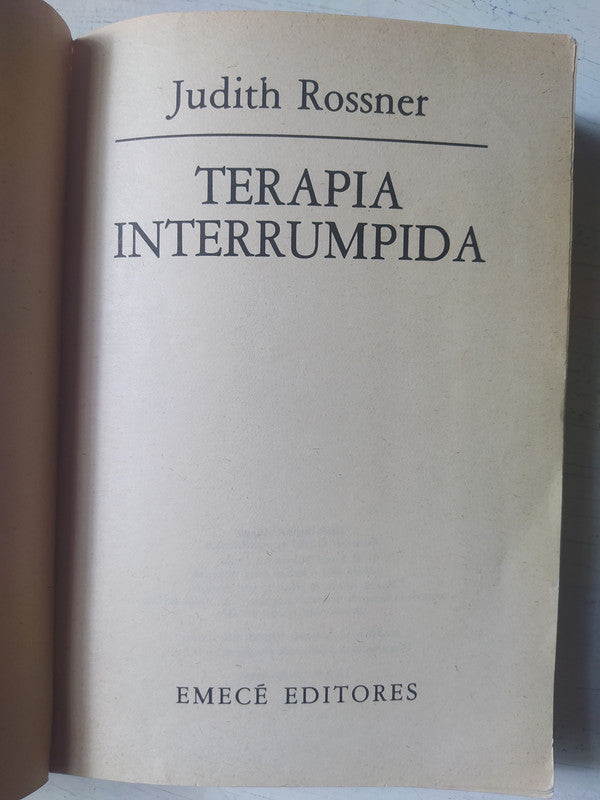 Judith Rossner
TERAPIA
INTERRUMPIDA
EMECÉ EDITORES